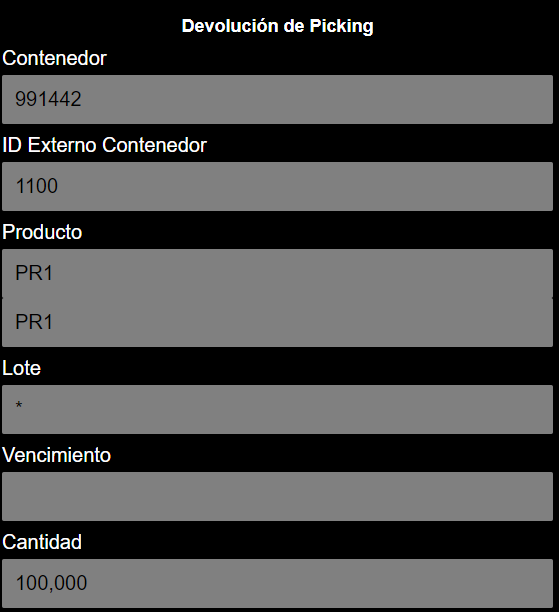 Devolución de Picking
Contenedor
991442
ID Externo Contenedor
1100
Producto
PR1
PR1
Lote
*
Vencimiento
Cantidad
100,000